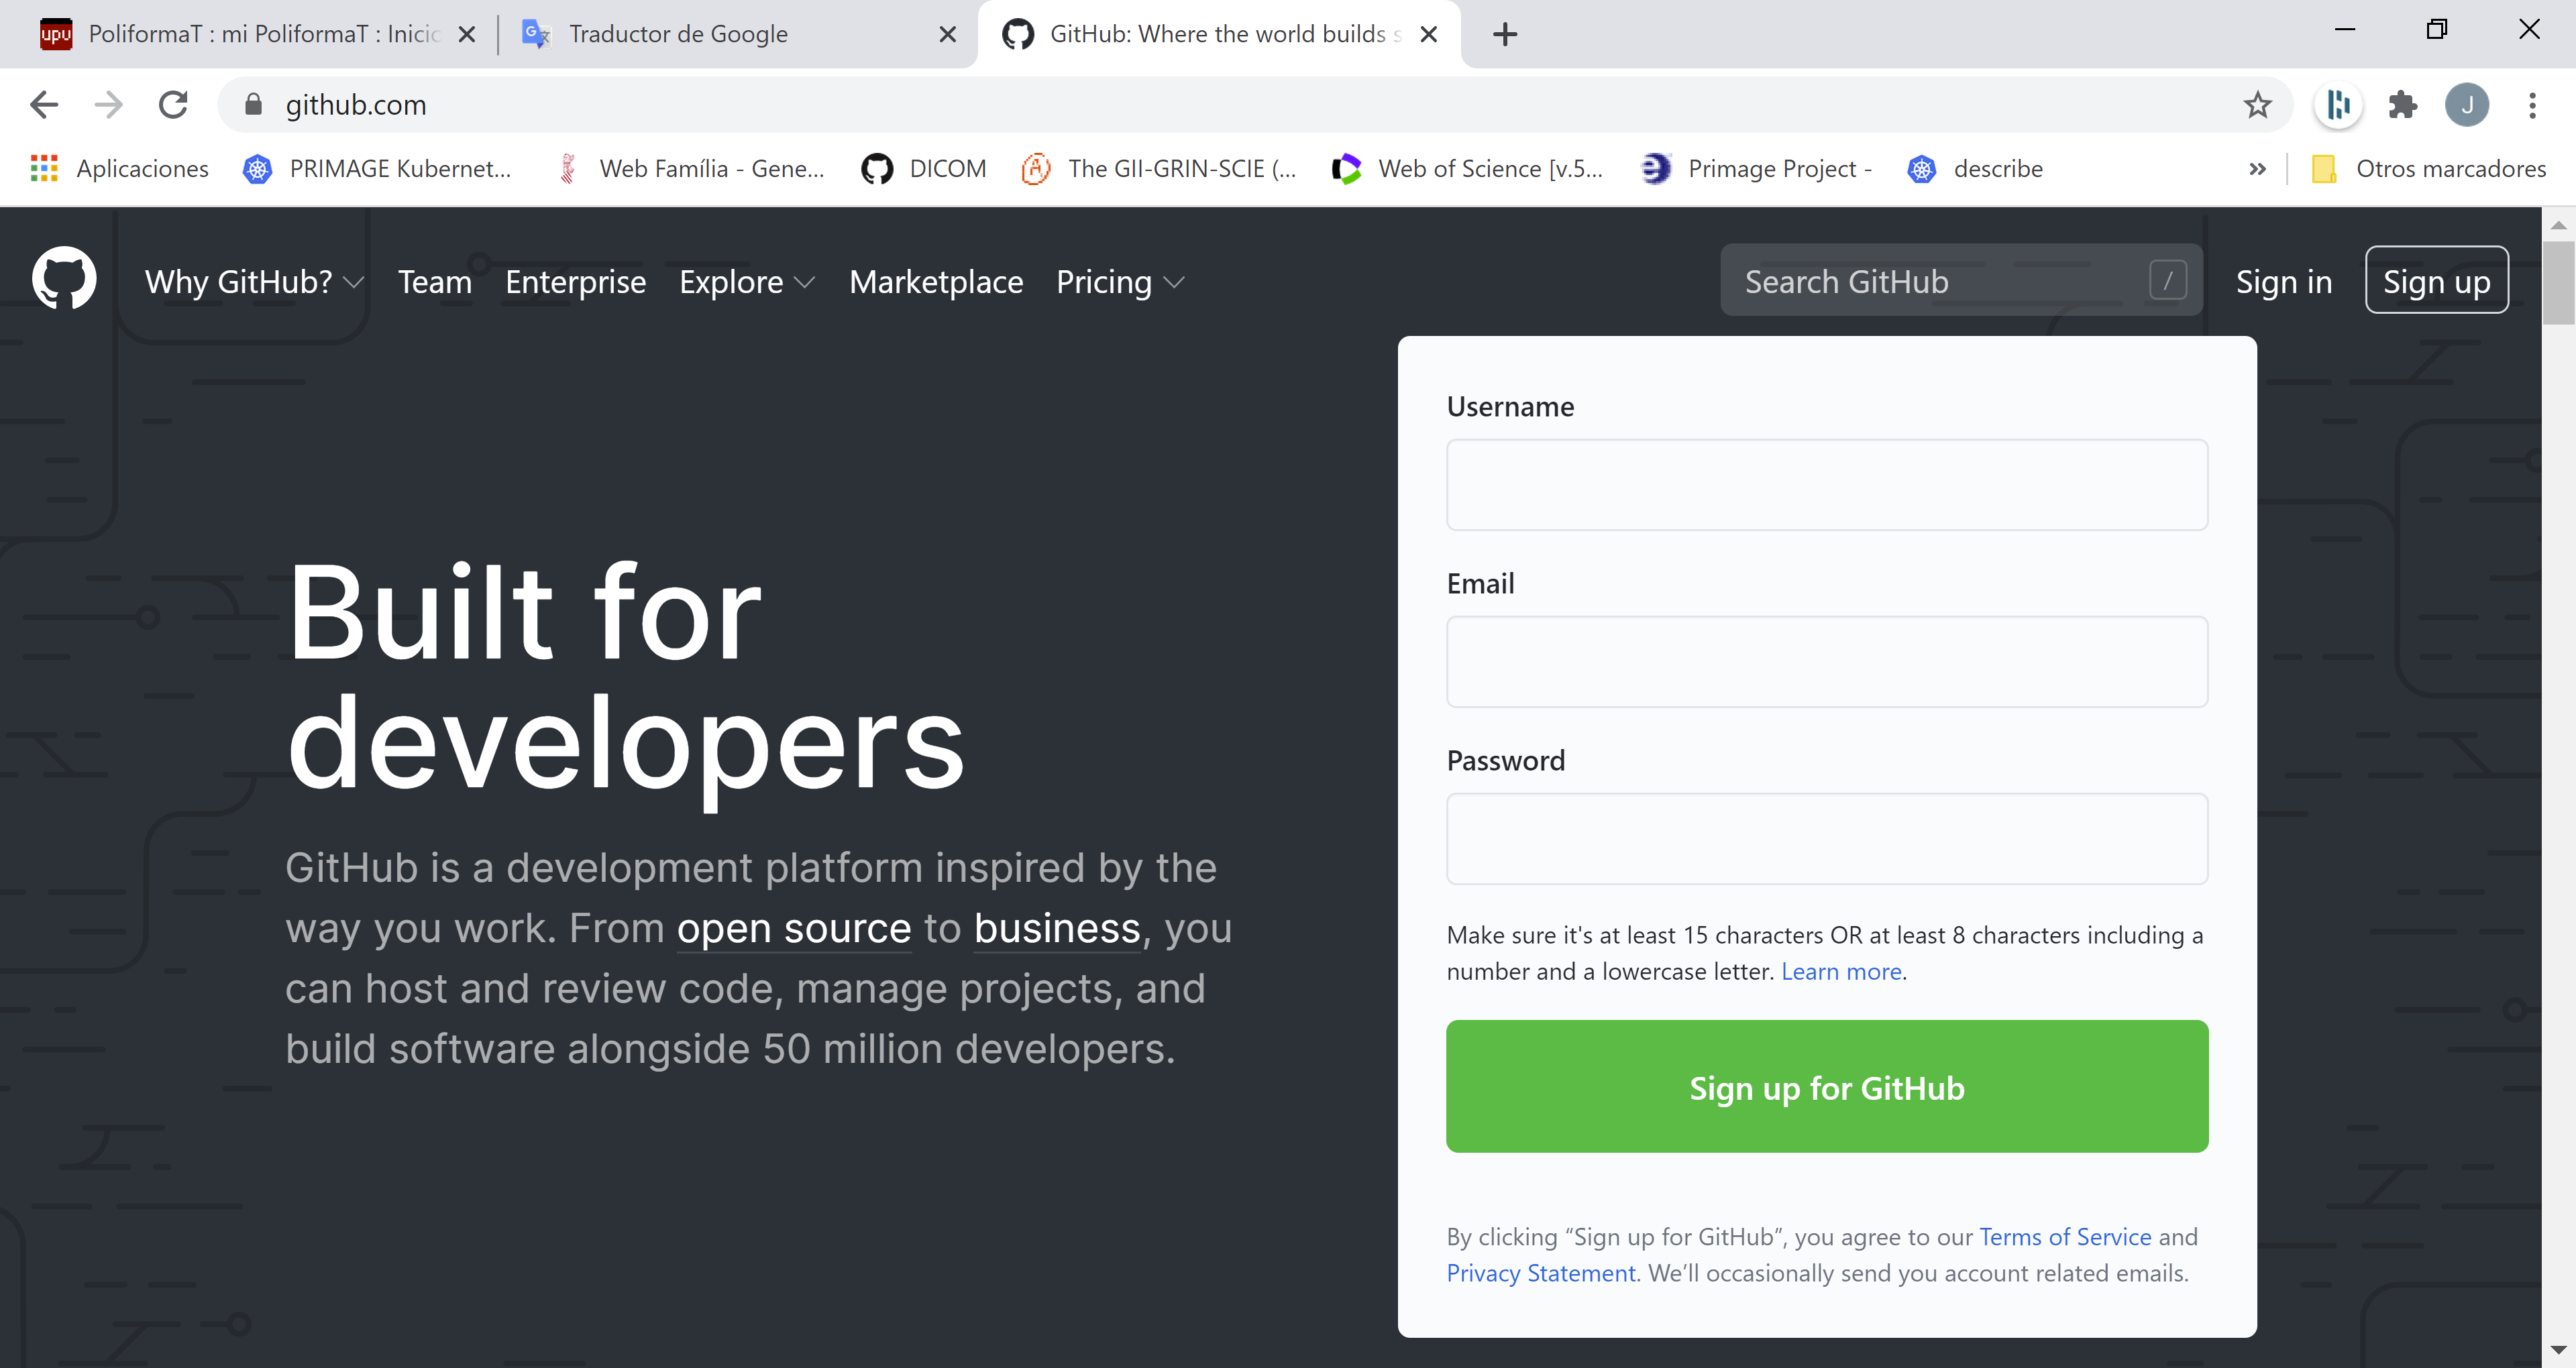 upu PoliformaT : mi PoliformaT : Inicio
Traductor de Google
GitHub: Where the world builds s
github.com
J
Aplicaciones
PRIMAGE Kubernet...
Web Família - Gene...
DICOM
The GII-GRIN-SCIE (...
Web of Science [v.5...
Primage Project -
describe
»
Otros marcadores
Why GitHub? Team Enterprise Explore Marketplace Pricing
Search GitHub /
Sign in
Sign up
Built for
developers
GitHub is a development platform inspired by the
way you work. From open source to business, you
can host and review code, manage projects, and
build software alongside 50 million developers.
Username
Email
Password
Make sure it's at least 15 characters OR at least 8 characters including a
number and a lowercase letter. Learn more.
Sign up for GitHub
By clicking “Sign up for GitHub”, you agree to our Terms of Service and
Privacy Statement. We’ll occasionally send you account related emails.